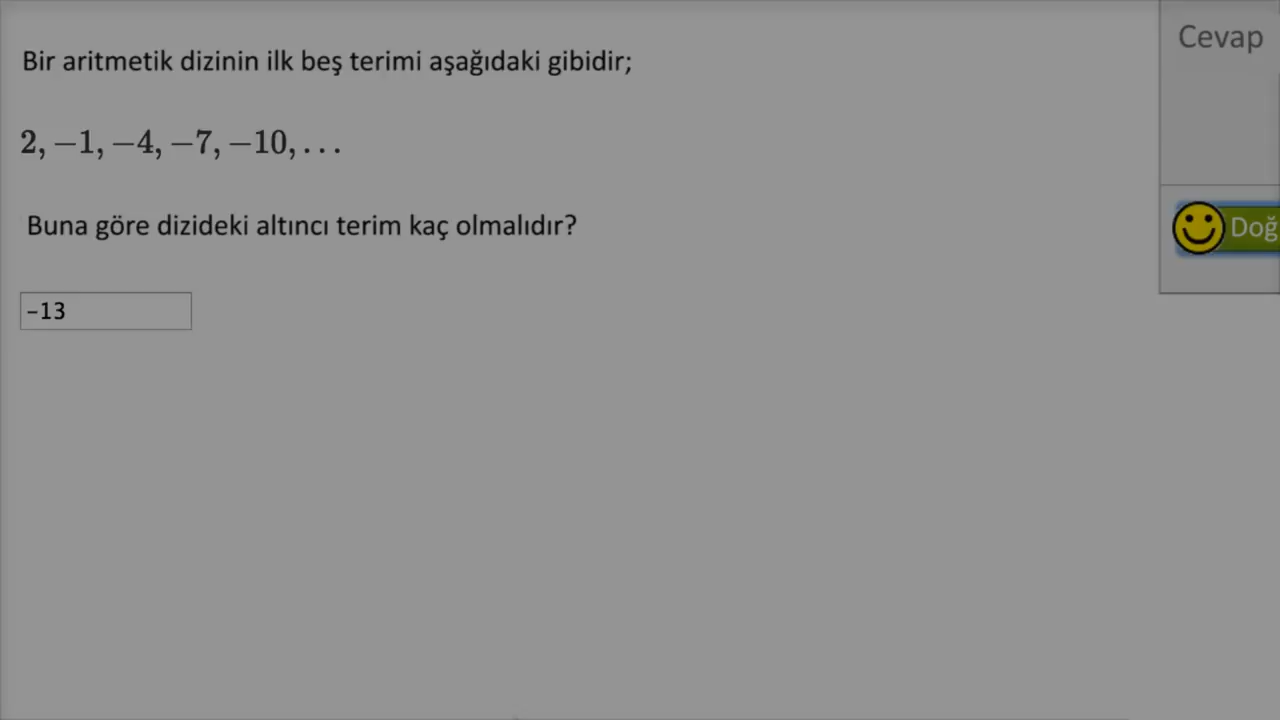 Bir aritmetik dizinin ilk beş terimi aşağıdaki gibidir;
2, −1, −4, −7, −10, . . .
Buna göre dizideki altıncı terim kaç olmalıdır?
−13
Cevap
Doğ